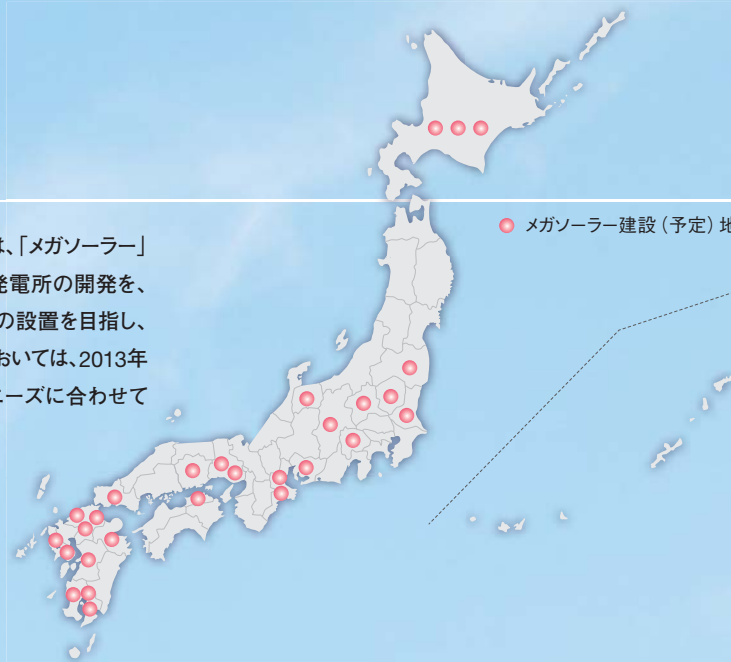 は、「メガソーラー」
発電所の開発を、
の設置を目指し、
おいては、2013年
ニーズに合わせて
メガソーラー建設（予定）地